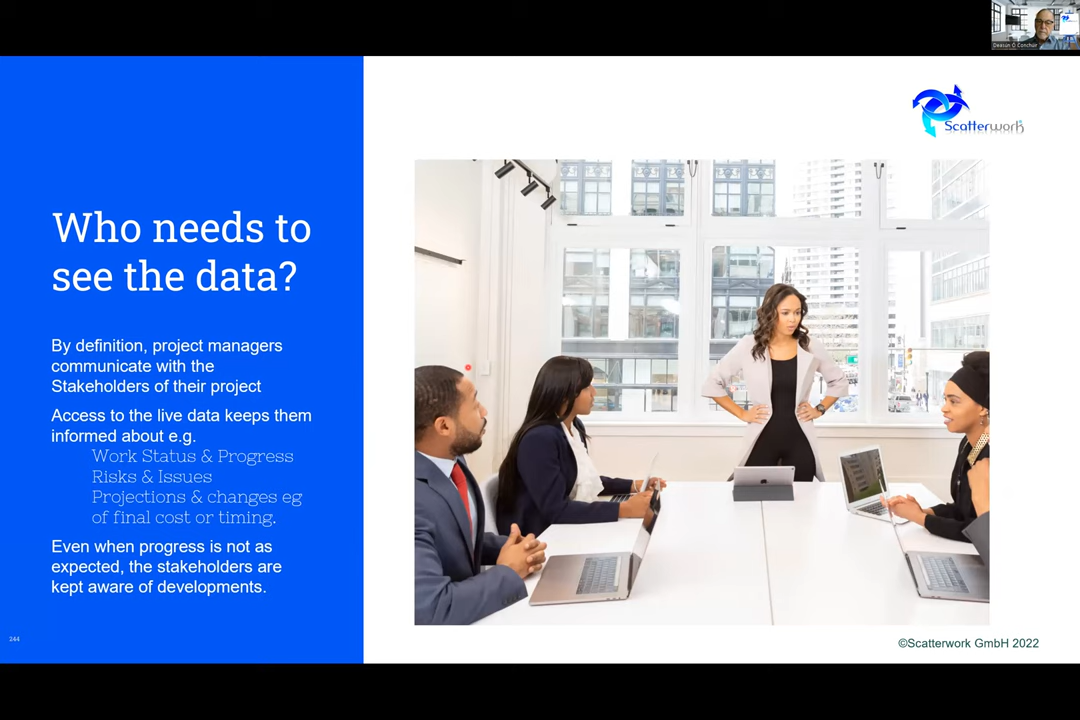 Deasún Ó Conchúir
Scatterwork
Who needs to
see the data?
By definition, project managers
communicate with the
Stakeholders of their project
Access to the live data keeps them
informed about e.g.
Work Status & Progress
Risks & Issues
Projections & changes eg
of final cost or timing.
Even when progress is not as
expected, the stakeholders are
kept aware of developments.
244
©Scatterwork GmbH 2022